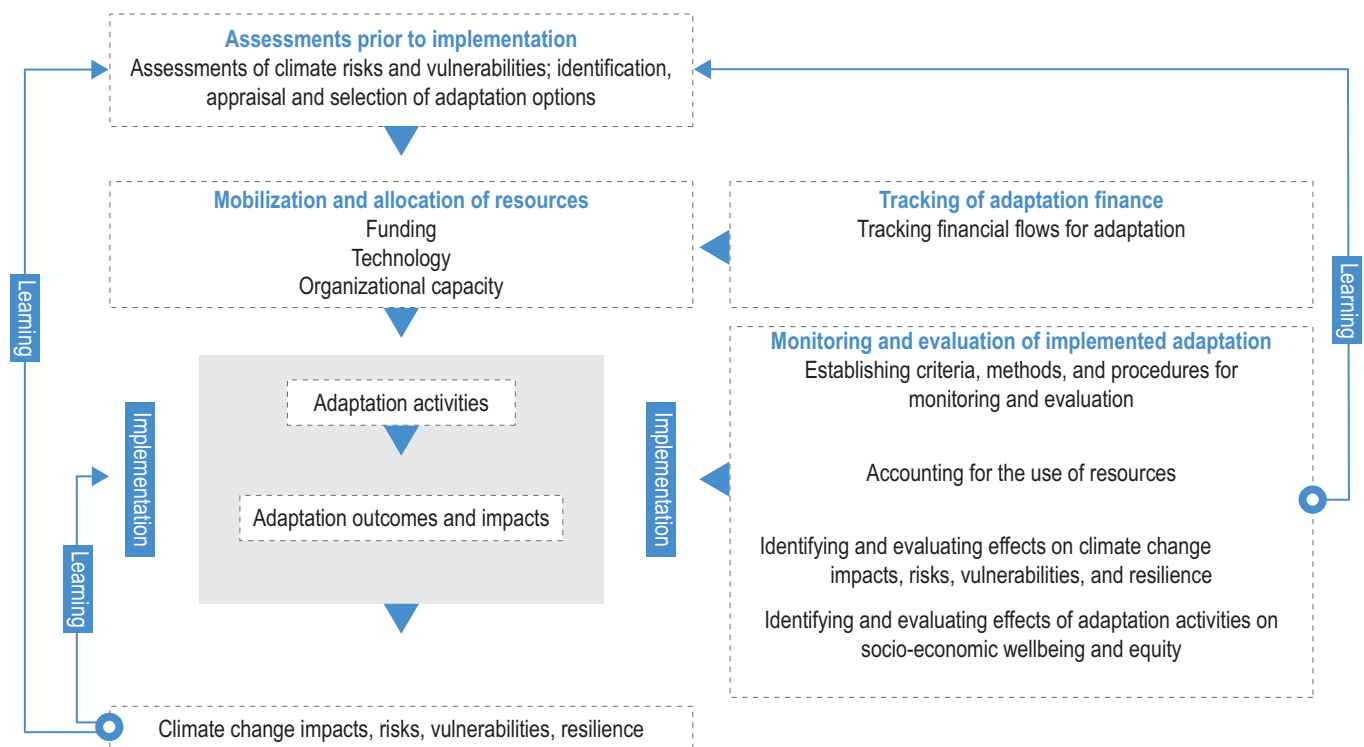 Assessments prior to implementation
Assessments of climate risks and vulnerabilities; identification,
appraisal and selection of adaptation options
Mobilization and allocation of resources
Funding
Technology
Organizational capacity
Tracking of adaptation finance
Tracking financial flows for adaptation
Learning
Learning
Monitoring and evaluation of implemented adaptation
Establishing criteria, methods, and procedures for
monitoring and evaluation
Accounting for the use of resources
Identifying and evaluating effects on climate change
impacts, risks, vulnerabilities, and resilience
Identifying and evaluating effects of adaptation activities on
socio-economic wellbeing and equity
Implementation
Adaptation activities
Adaptation outcomes and impacts
Implementation
Learning
Climate change impacts, risks, vulnerabilities, resilience